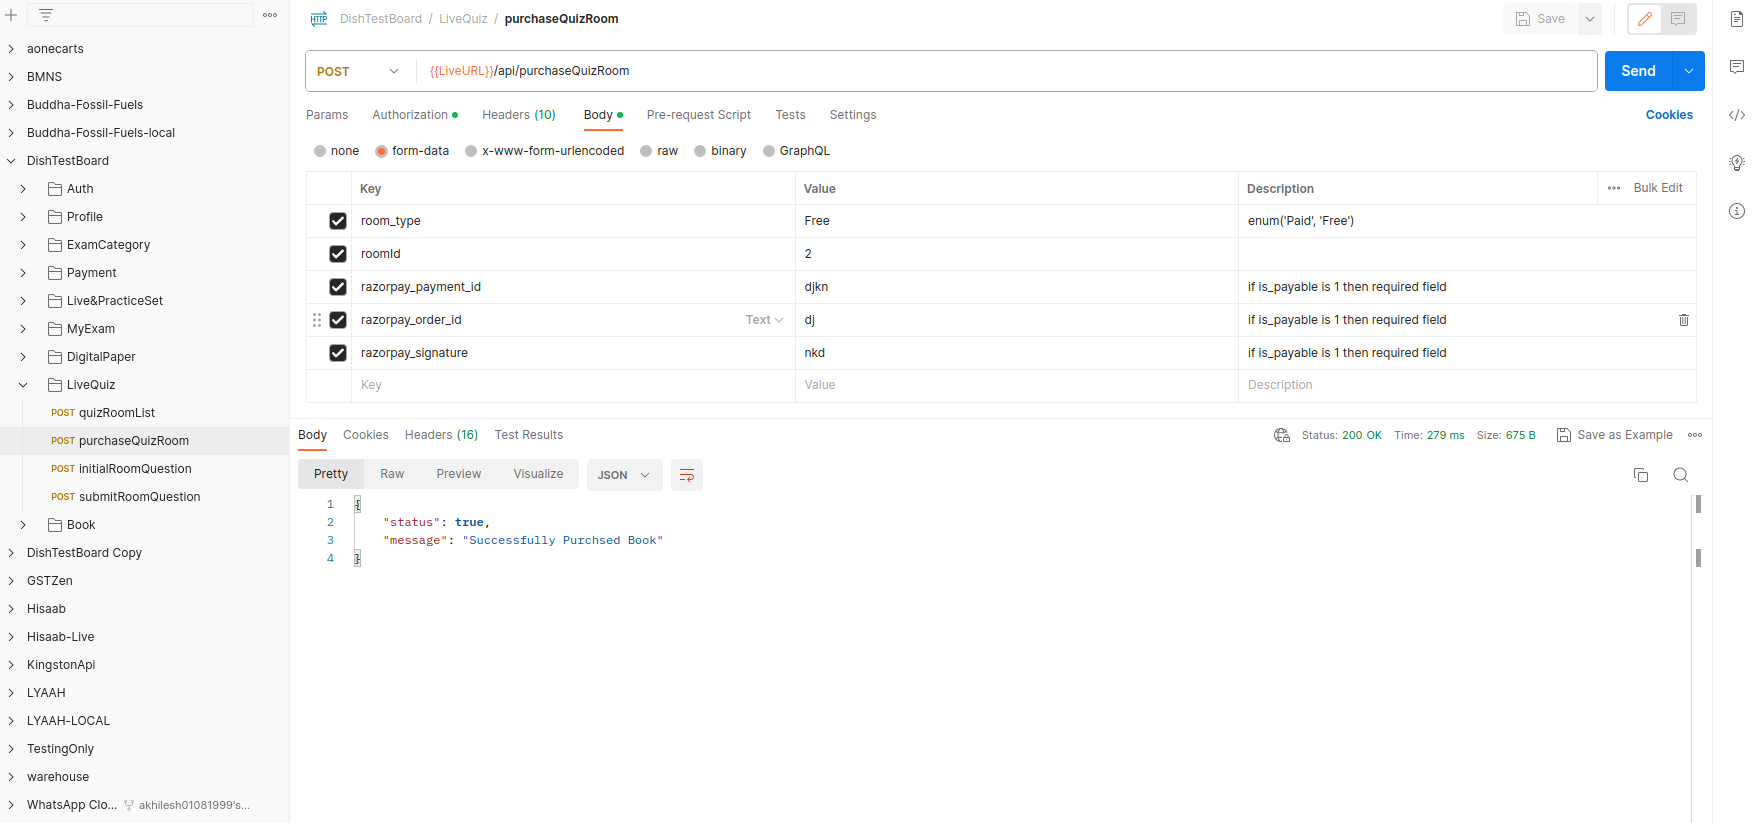 aonecarts
BMNS
Buddha-Fossil-Fuels
Buddha-Fossil-Fuels-local
DishTestBoard
Auth
Profile
ExamCategory
Payment
Live&PracticeSet
MyExam
DigitalPaper
LiveQuiz
POST quizRoomList
POST purchaseQuizRoom
POST initialRoomQuestion
POST submitRoomQuestion
Book
DishTestBoard Copy
GSTZen
Hisaab
Hisaab-Live
KingstonApi
LYAAH
LYAAH-LOCAL
TestingOnly
warehouse
WhatsApp Clo... akhilesh01081999's...
HTTP DishTestBoard / LiveQuiz / purchaseQuizRoom
Save
POST {{LiveURL}}/api/purchaseQuizRoom Send
Params Authorization Headers (10) Body Pre-request Script Tests Settings Cookies
none form-data x-www-form-urlencoded raw binary GraphQL
Key Value Description Bulk Edit
room_type Free enum('Paid', 'Free')
roomId 2
razorpay_payment_id djkn if is_payable is 1 then required field
razorpay_order_id Text dj if is_payable is 1 then required field
razorpay_signature nkd if is_payable is 1 then required field
Key Value Description
Body Cookies Headers (16) Test Results Status: 200 OK Time: 279 ms Size: 675 B Save as Example
Pretty Raw Preview Visualize JSON
1 {
2 "status": true,
3 "message": "Successfully Purchsed Book"
4 }